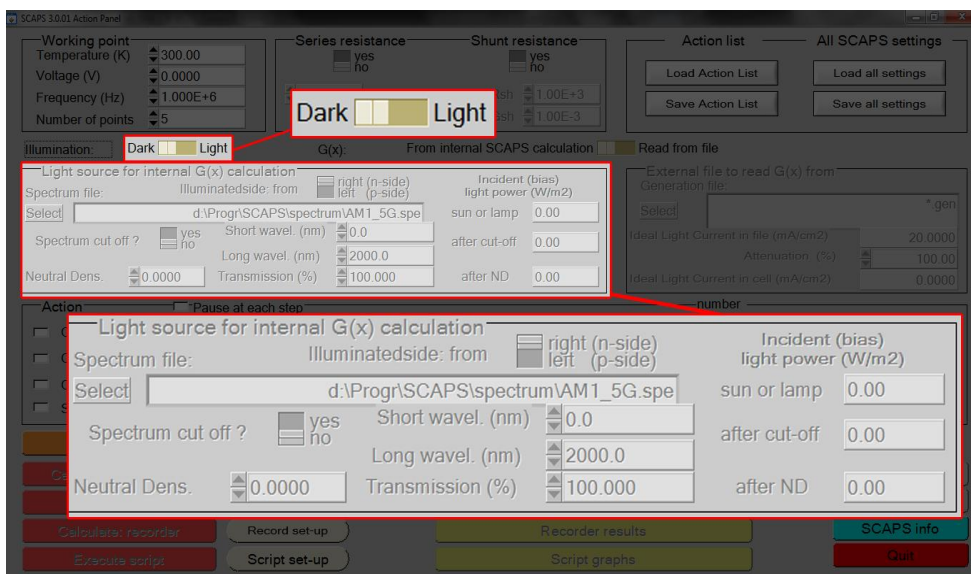 SCAPS 3.0.01 Action Panel
Working point
Series resistance
Shunt resistance
Action list
All SCAPS settings
Temperature (K) 300.00
yes
no
yes
no
Voltage (V) 0.0000
Load Action List
Load all settings
Frequency (Hz) 1.000E+6
Rsh 1.00E+3
Save Action List
Save all settings
Number of points 5
Gsh 1.00E-3
Dark Light
Illumination: Dark Light
G(x): From internal SCAPS calculation Read from file
Light source for internal G(x) calculation
Spectrum file: Illuminatedside: from right (n-side)
left (p-side)
Incident (bias)
light power (W/m2)
Select d:\Progr\SCAPS\spectrum\AM1_5G.spe sun or lamp 0.00
Spectrum cut off ? yes
no
Short wavel. (nm) 0.0
Long wavel. (nm) 2000.0
after cut-off 0.00
Neutral Dens. 0.0000 Transmission (%) 100.000 after ND 0.00
External file to read G(x) from
Generation file:
Select *.gen
Ideal Light Current in file (mA/cm2) 20.0000
Attenuation (%) 100.00
Ideal Light Current in cell (mA/cm2) 0.0000
Action Pause at each step
number
Light source for internal G(x) calculation
Spectrum file: Illuminatedside: from right (n-side)
left (p-side)
Incident (bias)
light power (W/m2)
Select d:\Progr\SCAPS\spectrum\AM1_5G.spe sun or lamp 0.00
Spectrum cut off ? yes
no
Short wavel. (nm) 0.0
Long wavel. (nm) 2000.0
after cut-off 0.00
Neutral Dens. 0.0000 Transmission (%) 100.000 after ND 0.00
Calculate: recorder Record set-up Recorder results SCAPS info
Execute script Script set-up Script graphs Quit